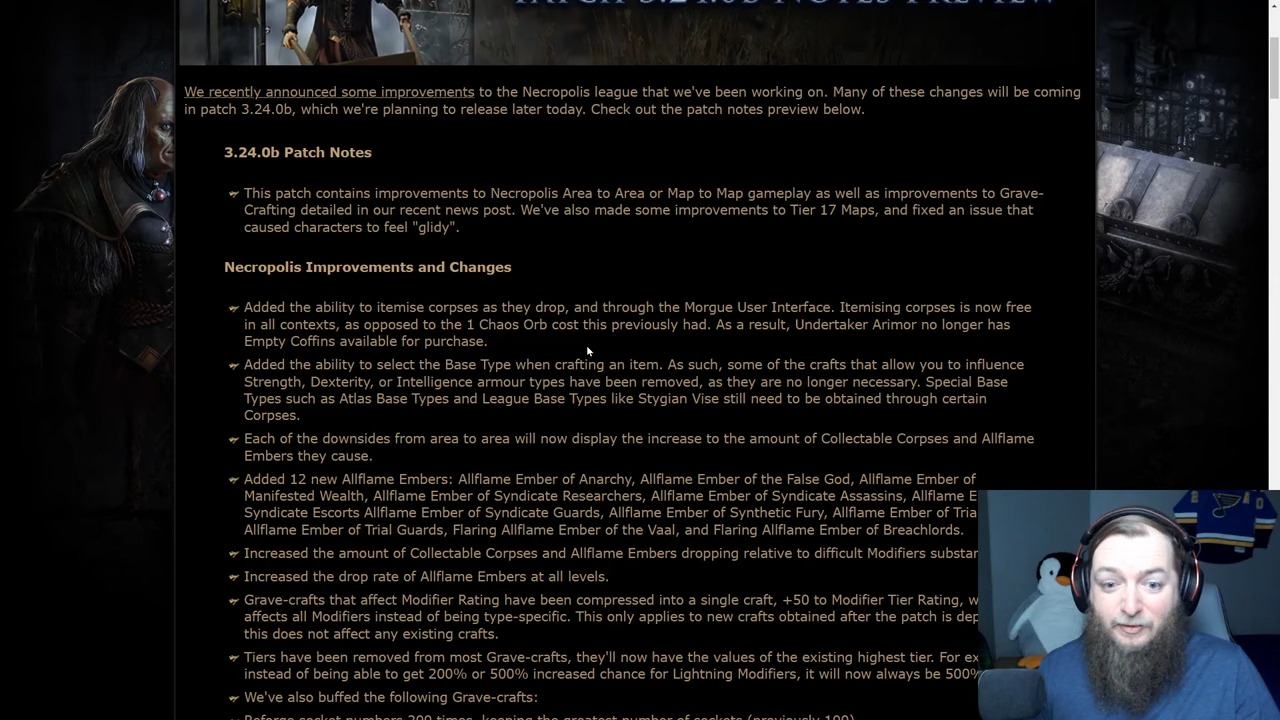 PATCH 3.24.0B NOTES PREVIEW
We recently announced some improvements to the Necropolis league that we've been working on. Many of these changes will be coming
in patch 3.24.0b, which we're planning to release later today. Check out the patch notes preview below.
3.24.0b Patch Notes
This patch contains improvements to Necropolis Area to Area or Map to Map gameplay as well as improvements to Grave-
Crafting detailed in our recent news post. We've also made some improvements to Tier 17 Maps, and fixed an issue that
caused characters to feel "glidy".
Necropolis Improvements and Changes
Added the ability to itemise corpses as they drop, and through the Morgue User Interface. Itemising corpses is now free
in all contexts, as opposed to the 1 Chaos Orb cost this previously had. As a result, Undertaker Arimor no longer has
Empty Coffins available for purchase.
Added the ability to select the Base Type when crafting an item. As such, some of the crafts that allow you to influence
Strength, Dexterity, or Intelligence armour types have been removed, as they are no longer necessary. Special Base
Types such as Atlas Base Types and League Base Types like Stygian Vise still need to be obtained through certain
Corpses.
Each of the downsides from area to area will now display the increase to the amount of Collectable Corpses and Allflame
Embers they cause.
Added 12 new Allflame Embers: Allflame Ember of Anarchy, Allflame Ember of the False God, Allflame Ember of
Manifested Wealth, Allflame Ember of Syndicate Researchers, Allflame Ember of Syndicate Assassins, Allflame E
Syndicate Escorts Allflame Ember of Syndicate Guards, Allflame Ember of Synthetic Fury, Allflame Ember of Tria
Allflame Ember of Trial Guards, Flaring Allflame Ember of the Vaal, and Flaring Allflame Ember of Breachlords.
Increased the amount of Collectable Corpses and Allflame Embers dropping relative to difficult Modifiers substan
Increased the drop rate of Allflame Embers at all levels.
Grave-crafts that affect Modifier Rating have been compressed into a single craft, +50 to Modifier Tier Rating, w
affects all Modifiers instead of being type-specific. This only applies to new crafts obtained after the patch is dep
this does not affect any existing crafts.
Tiers have been removed from most Grave-crafts, they'll now have the values of the existing highest tier. For ex
instead of being able to get 200% or 500% increased chance for Lightning Modifiers, it will now always be 500%
We've also buffed the following Grave-crafts:
Reforge socket numbers 200 times, keeping the greatest number of sockets (previously 100)